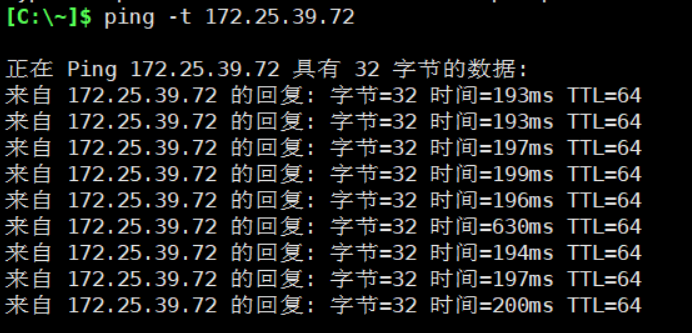 [C:\~]$ ping -t 172.25.39.72
正在 Ping 172.25.39.72 具有 32 字节的数据:
来自 172.25.39.72 的回复: 字节=32 时间=193ms TTL=64
来自 172.25.39.72 的回复: 字节=32 时间=193ms TTL=64
来自 172.25.39.72 的回复: 字节=32 时间=197ms TTL=64
来自 172.25.39.72 的回复: 字节=32 时间=199ms TTL=64
来自 172.25.39.72 的回复: 字节=32 时间=196ms TTL=64
来自 172.25.39.72 的回复: 字节=32 时间=630ms TTL=64
来自 172.25.39.72 的回复: 字节=32 时间=194ms TTL=64
来自 172.25.39.72 的回复: 字节=32 时间=197ms TTL=64
来自 172.25.39.72 的回复: 字节=32 时间=200ms TTL=64